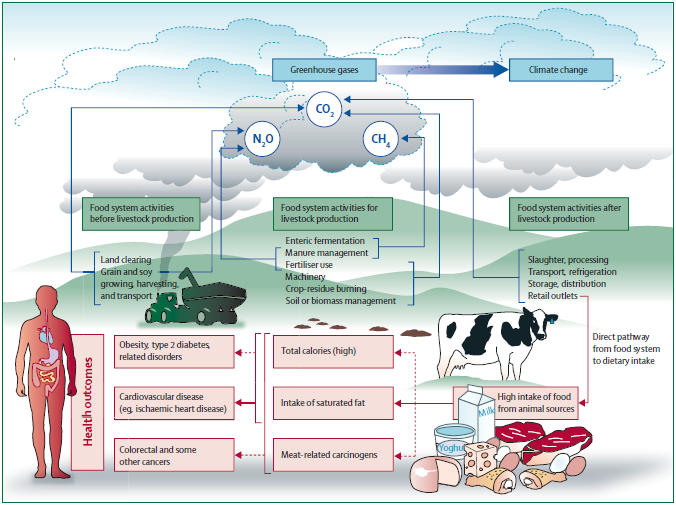 Greenhouse gases
Climate change
CO2
N2O
CH4
Food system activities
before livestock production
Food system activities for
livestock production
Food system activities after
livestock production
Land clearing
Grain and soy
growing, harvesting,
and transport
Enteric fermentation
Manure management
Fertiliser use
Machinery
Crop-residue burning
Soil or biomass management
Slaughter, processing
Transport, refrigeration
Storage, distribution
Retail outlets
Direct pathway
from food system
to dietary intake
Health outcomes
Obesity, type 2 diabetes,
related disorders
Total calories (high)
Cardiovascular disease
(eg, ischaemic heart disease)
Intake of saturated fat
High intake of food
from animal sources
Colorectal and some
other cancers
Meat-related carcinogens
Milk
Yoghu